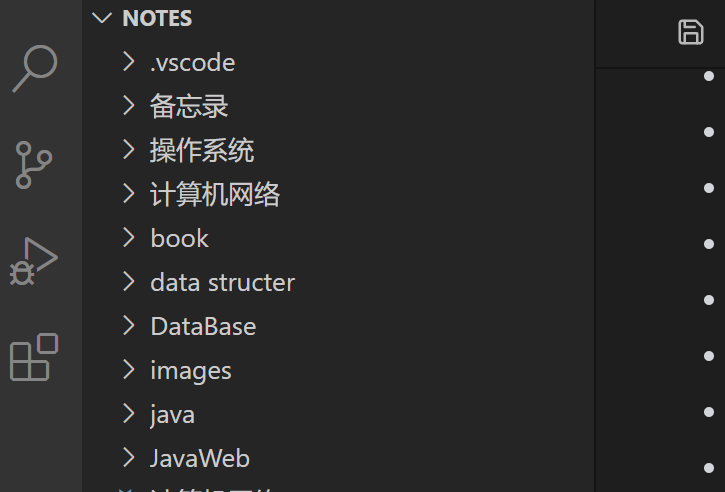 NOTES
.vscode
备忘录
操作系统
计算机网络
book
data structer
DataBase
images
java
JavaWeb